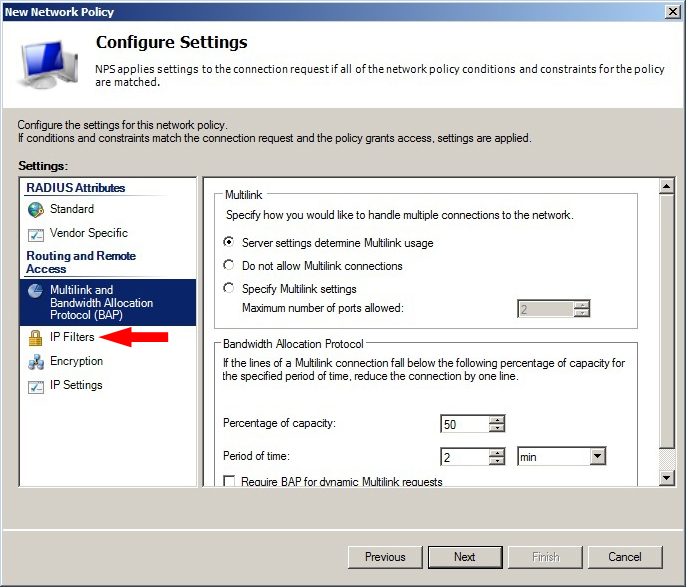 New Network Policy
Configure Settings
NPS applies settings to the connection request if all of the network policy conditions and constraints for the policy
are matched.
Configure the settings for this network policy.
If conditions and constraints match the connection request and the policy grants access, settings are applied.
Settings:
RADIUS Attributes
Standard
Vendor Specific
Routing and Remote
Access
Multilink and
Bandwidth Allocation
Protocol (BAP)
IP Filters
Encryption
IP Settings
Multilink
Specify how you would like to handle multiple connections to the network.
Server settings determine Multilink usage
Do not allow Multilink connections
Specify Multilink settings
Maximum number of ports allowed: 2
Bandwidth Allocation Protocol
If the lines of a Multilink connection fall below the following percentage of capacity for
the specified period of time, reduce the connection by one line.
Percentage of capacity: 50
Period of time: 2 min
Require BAP for dynamic Multilink requests
Previous Next Finish Cancel